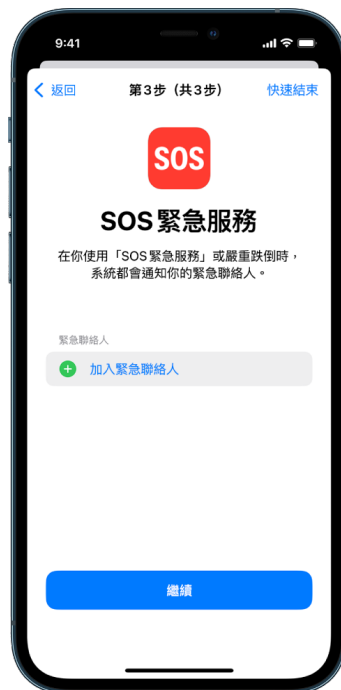 9:41
返回 第3步（共3步） 快速結束
SOS
SOS 緊急服務
在你使用「SOS 緊急服務」或嚴重跌倒時，
系統都會通知你的緊急聯絡人。
緊急聯絡人
加入緊急聯絡人
繼續